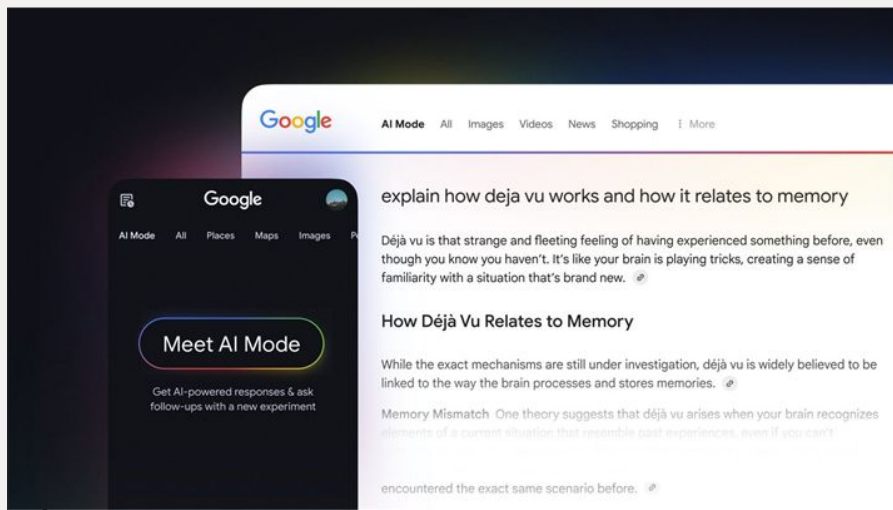 Google
AI Mode All Images Videos News Shopping More
explain how deja vu works and how it relates to memory
Déjà vu is that strange and fleeting feeling of having experienced something before, even
though you know you haven't. It's like your brain is playing tricks, creating a sense of
familiarity with a situation that's brand new.
How Déjà Vu Relates to Memory
While the exact mechanisms are still under investigation, déjà vu is widely believed to be
linked to the way the brain processes and stores memories.
Memory Mismatch One theory suggests that déjà vu arises when your brain recognizes
elements of a current situation that resemble past experiences, even if you can't
encountered the exact same scenario before.
Google
AI Mode All Places Maps Images
Meet AI Mode
Get AI-powered responses & ask
follow-ups with a new experiment